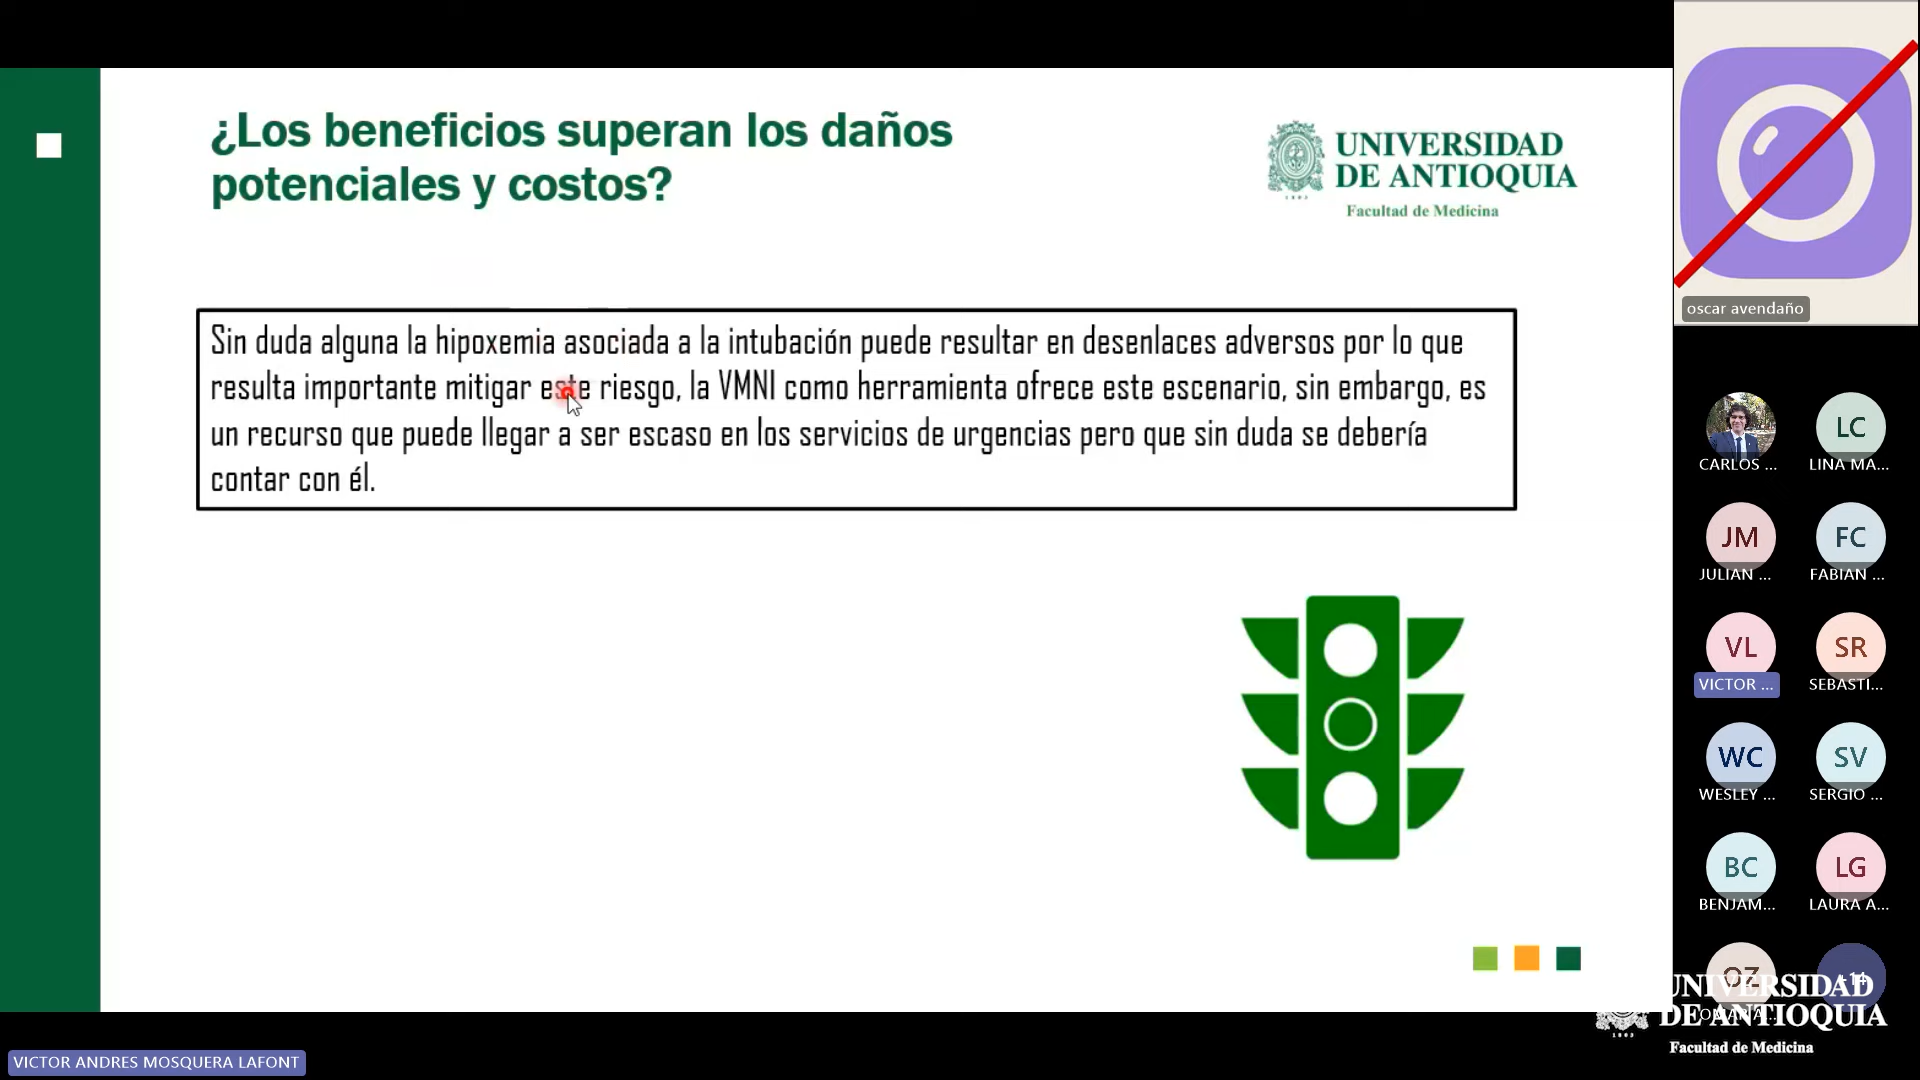 ¿Los beneficios superan los daños
potenciales y costos?
UNIVERSIDAD
DE ANTIOQUIA
1803
Facultad de Medicina
Sin duda alguna la hipoxemia asociada a la intubación puede resultar en desenlaces adversos por lo que
resulta importante mitigar este riesgo, la VMNI como herramienta ofrece este escenario, sin embargo, es
un recurso que puede llegar a ser escaso en los servicios de urgencias pero que sin duda se debería
contar con él.
oscar avendaño
CARLOS ...
LC
LINA MA...
JM
JULIAN ...
FC
FABIAN ...
VL
VICTOR ...
SR
SEBASTI...
WC
WESLEY ...
SV
SERGIO ...
BC
BENJAM...
LG
LAURA A...
OZ
+14
UNIVERSIDAD
DE ANTIOQUIA
1803
Facultad de Medicina
VICTOR ANDRES MOSQUERA LAFONT